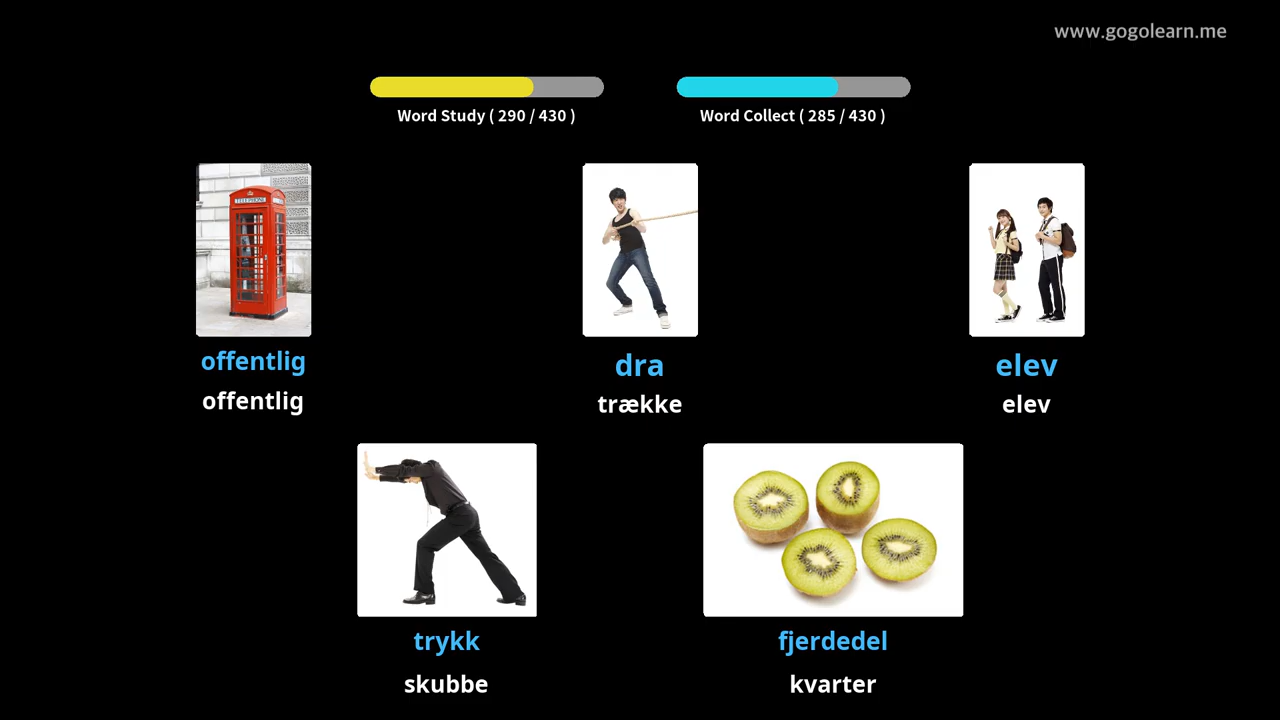 www.gogolearn.me
Word Study ( 290 / 430 )
Word Collect ( 285 / 430 )
TELEPHONE
offentlig
offentlig
dra
trække
elev
elev
trykk
skubbe
fjerdedel
kvarter